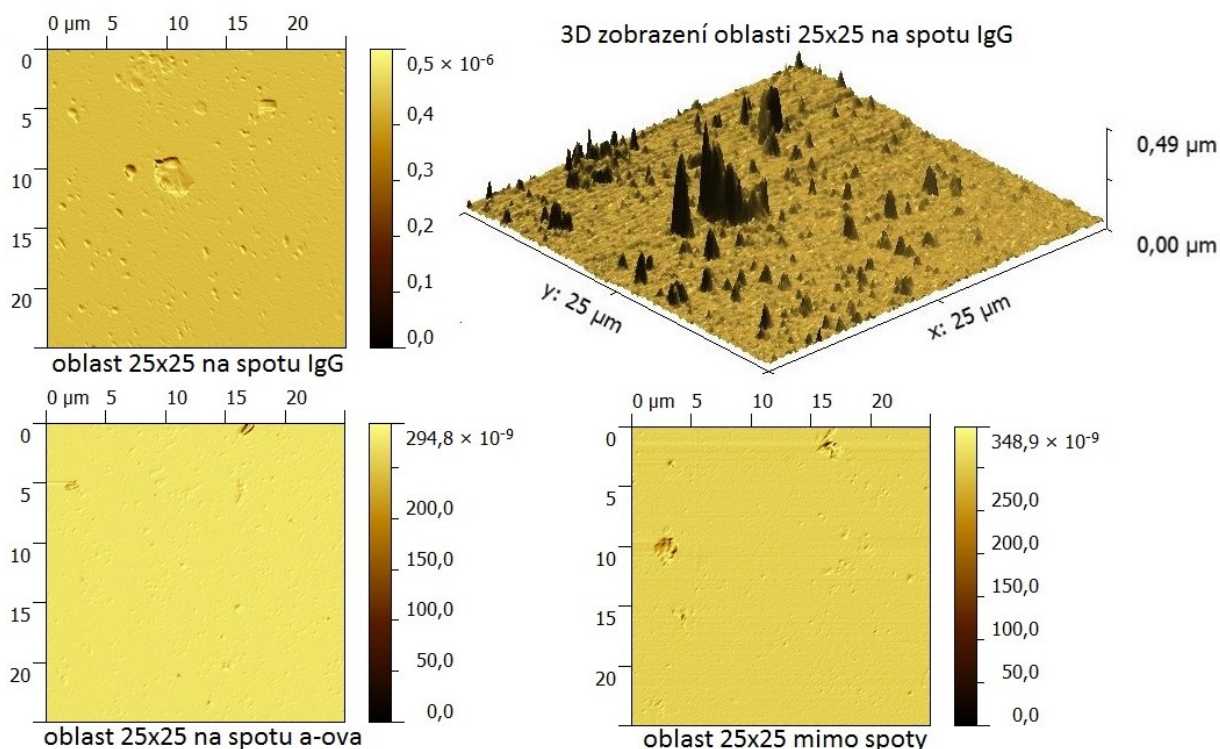 0 µm 5 10 15 20
0
5
10
15
20
0,5 × 10⁻⁶
0,4
0,3
0,2
0,1
0,0
oblast 25x25 na spotu IgG
3D zobrazení oblasti 25x25 na spotu IgG
0,49 µm
0,00 µm
y: 25 µm
x: 25 µm
0 µm 5 10 15 20
0
5
10
15
20
294,8 × 10⁻⁹
200,0
150,0
100,0
50,0
0,0
oblast 25x25 na spotu a-ova
0 µm 5 10 15 20
0
5
10
15
20
348,9 × 10⁻⁹
250,0
200,0
150,0
100,0
50,0
0,0
oblast 25x25 mimo spoty